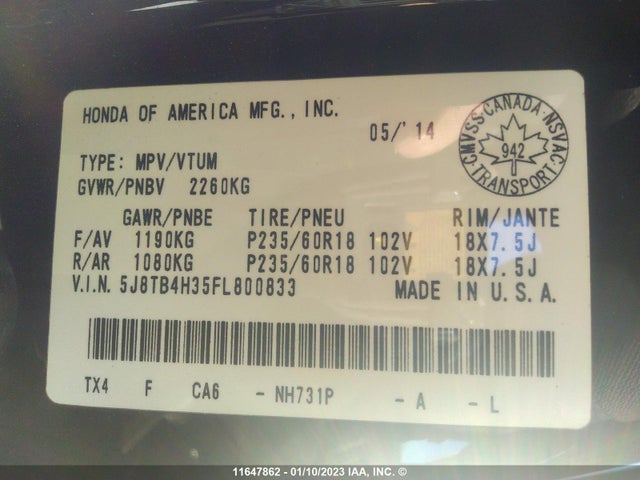 HONDA OF AMERICA MFG., INC.
05/'14
CMVSS·CANADA·NSVAC
942
TRANSPORT
TYPE: MPV/VTUM
GVWR/PNBV 2260KG
GAWR/PNBE TIRE/PNEU RIM/JANTE
F/AV 1190KG P235/60R18 102V 18X7.5J
R/AR 1080KG P235/60R18 102V 18X7.5J
V.I.N. 5J8TB4H35FL800833 MADE IN U.S.A.
TX4 F CA6 - NH731P - A - L
11647862 - 01/10/2023 IAA, INC. ©